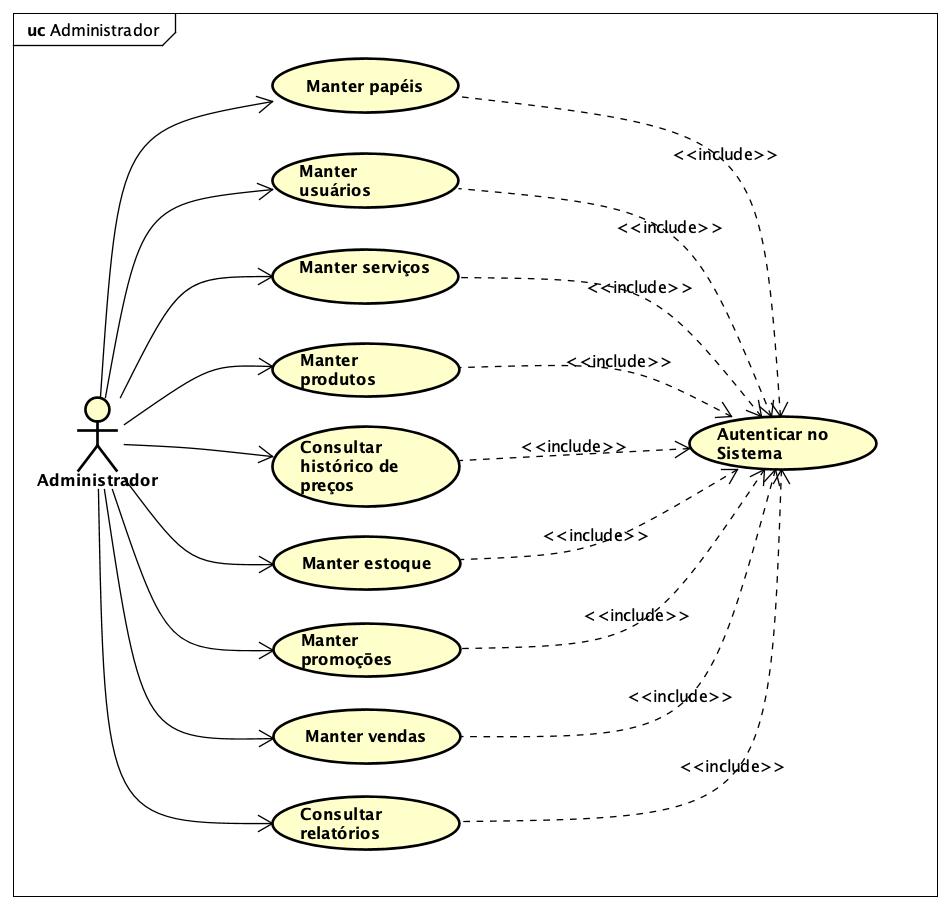 uc Administrador
Manter papéis
<<include>>
Manter
usuários
<<include>>
Manter serviços
<<include>>
Manter
produtos
<<include>>
Autenticar no
Sistema
Consultar
histórico de
preços
<<include>>
Administrador
Manter estoque
<<include>>
Manter
promoções
<<include>>
Manter vendas
<<include>>
Consultar
relatórios
<<include>>